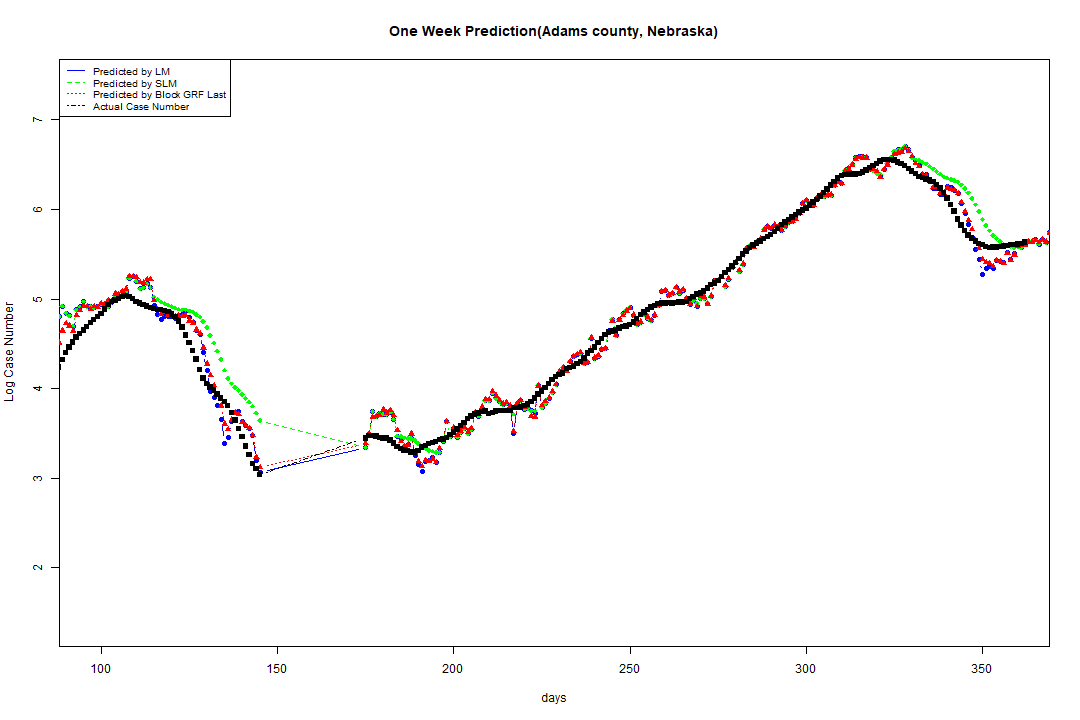 One Week Prediction(Adams county, Nebraska)
Predicted by LM
Predicted by SLM
Predicted by Block GRF Last
Actual Case Number
7
6
5
4
3
2
Log Case Number
100 150 200 250 300 350
days